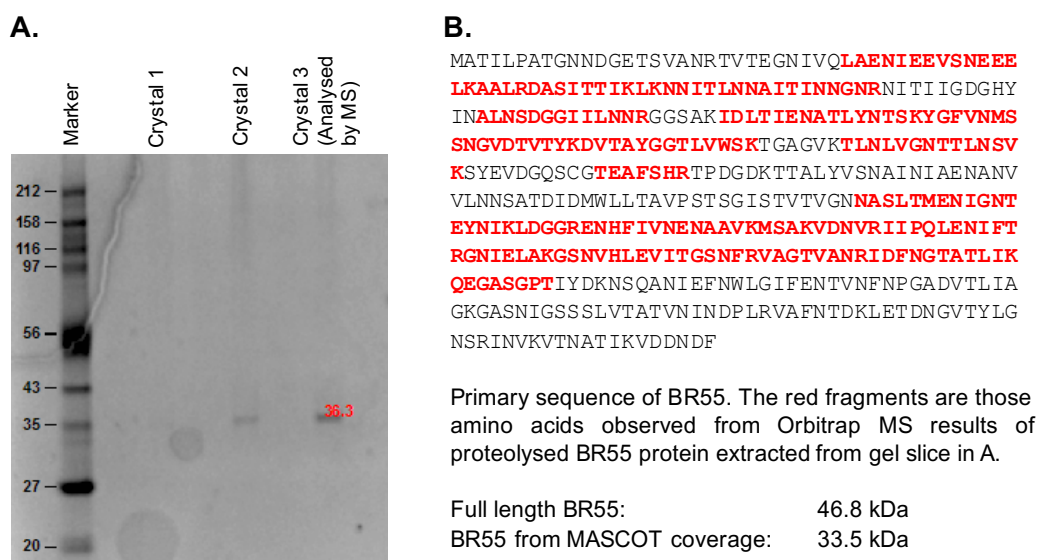 A.
Marker
Crystal 1
Crystal 2
Crystal 3
(Analysed
by MS)
212
158
116
97
56
43
35
27
20
36.3
B.
MATILPATGNNDGETSVANRTVTEGNIVQLAENIEEVSNEEE
LKAALRDASITTIKLKNNITLNNAITINNGNRNITIIGDGHY
INALNSDGGIILNNRGGSAKIDLTIENATLYNTSKYGFVNMS
SNGVDTVTYKDVTAYGGTLVWSKTGAGVKTLNLVGNTTLNSV
KSYEVDGQSCGTEAFSHRTPDGDKTTALYVSNAINIAENANV
VLNNSATDIDMWLLTAVPSTSGISTVTVGNNASLTMENIGNT
EYNIKLDGGRENHFIVNENAAVKMSAKVDNVRIIPQLENIFT
RGNIELAKGSNVHLEVITGSNFRVAGTVANRIDFNGTATLIK
QEGASGPTIYDKNSQANIEFNWLGIFENTVNFNPGADVTLIA
GKGASNIGSSSLVTATVNINDPLRVAFNTDKLETDNGVTYLG
NSRINVKVTNATIKVDDNDF
Primary sequence of BR55. The red fragments are those
amino acids observed from Orbitrap MS results of
proteolysed BR55 protein extracted from gel slice in A.
Full length BR55: 46.8 kDa
BR55 from MASCOT coverage: 33.5 kDa